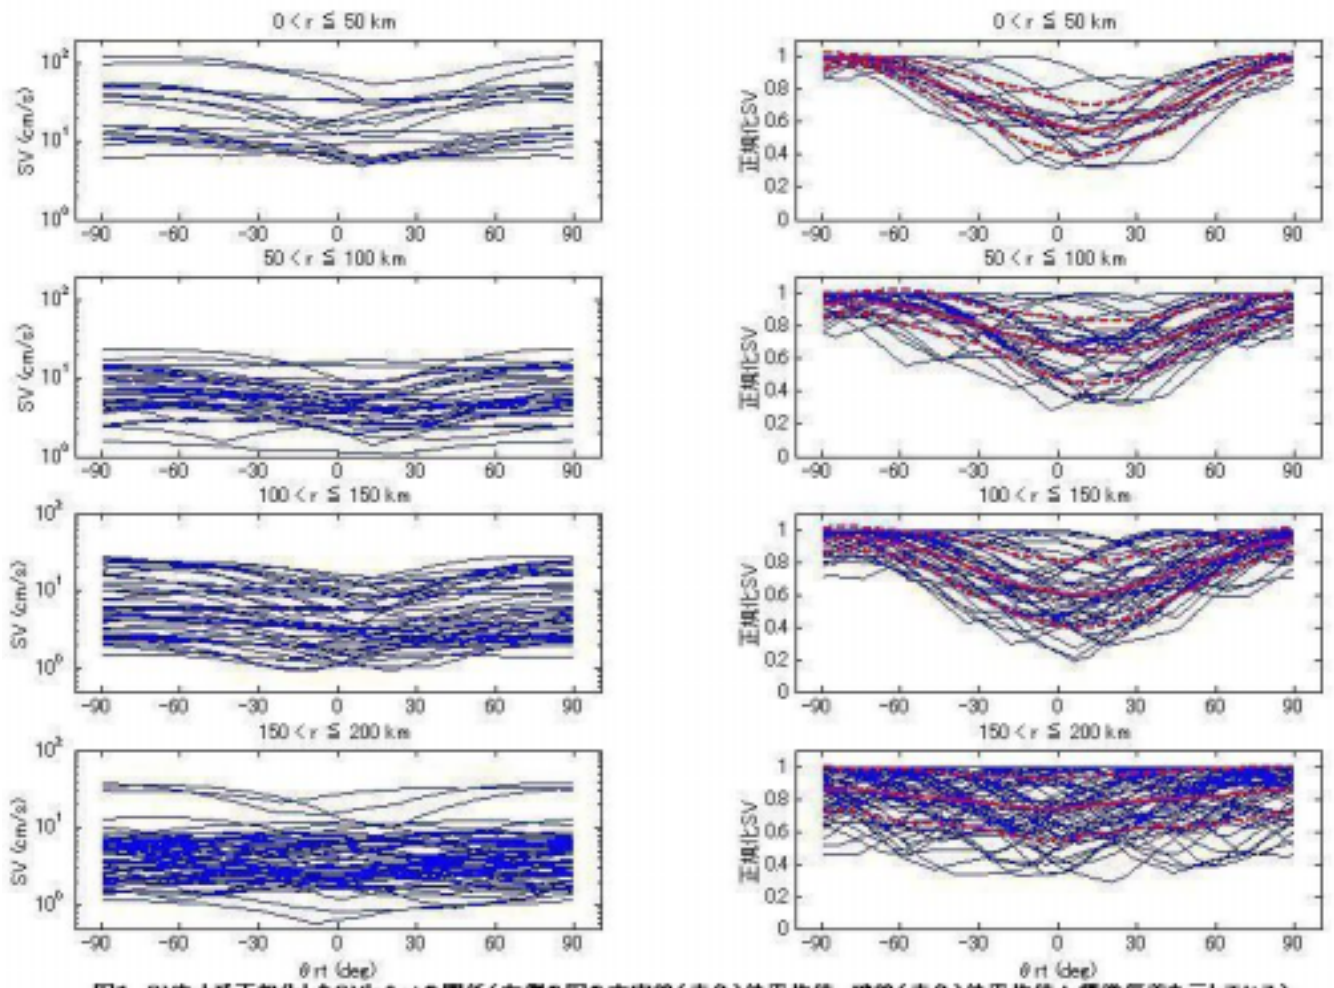 0 < r ≦ 50 km
SV (cm/s)
10²
10¹
10⁰
-90 -60 -30 0 30 60 90
0 < r ≦ 50 km
正規化SV
1
0.8
0.6
0.4
0.2
0
-90 -60 -30 0 30 60 90
50 < r ≦ 100 km
SV (cm/s)
10²
10¹
10⁰
-90 -60 -30 0 30 60 90
50 < r ≦ 100 km
正規化SV
1
0.8
0.6
0.4
0.2
0
-90 -60 -30 0 30 60 90
100 < r ≦ 150 km
SV (cm/s)
10²
10¹
10⁰
-90 -60 -30 0 30 60 90
100 < r ≦ 150 km
正規化SV
1
0.8
0.6
0.4
0.2
0
-90 -60 -30 0 30 60 90
150 < r ≦ 200 km
SV (cm/s)
10²
10¹
10⁰
-90 -60 -30 0 30 60 90
θrt (deg)
150 < r ≦ 200 km
正規化SV
1
0.8
0.6
0.4
0.2
0
-90 -60 -30 0 30 60 90
θrt (deg)